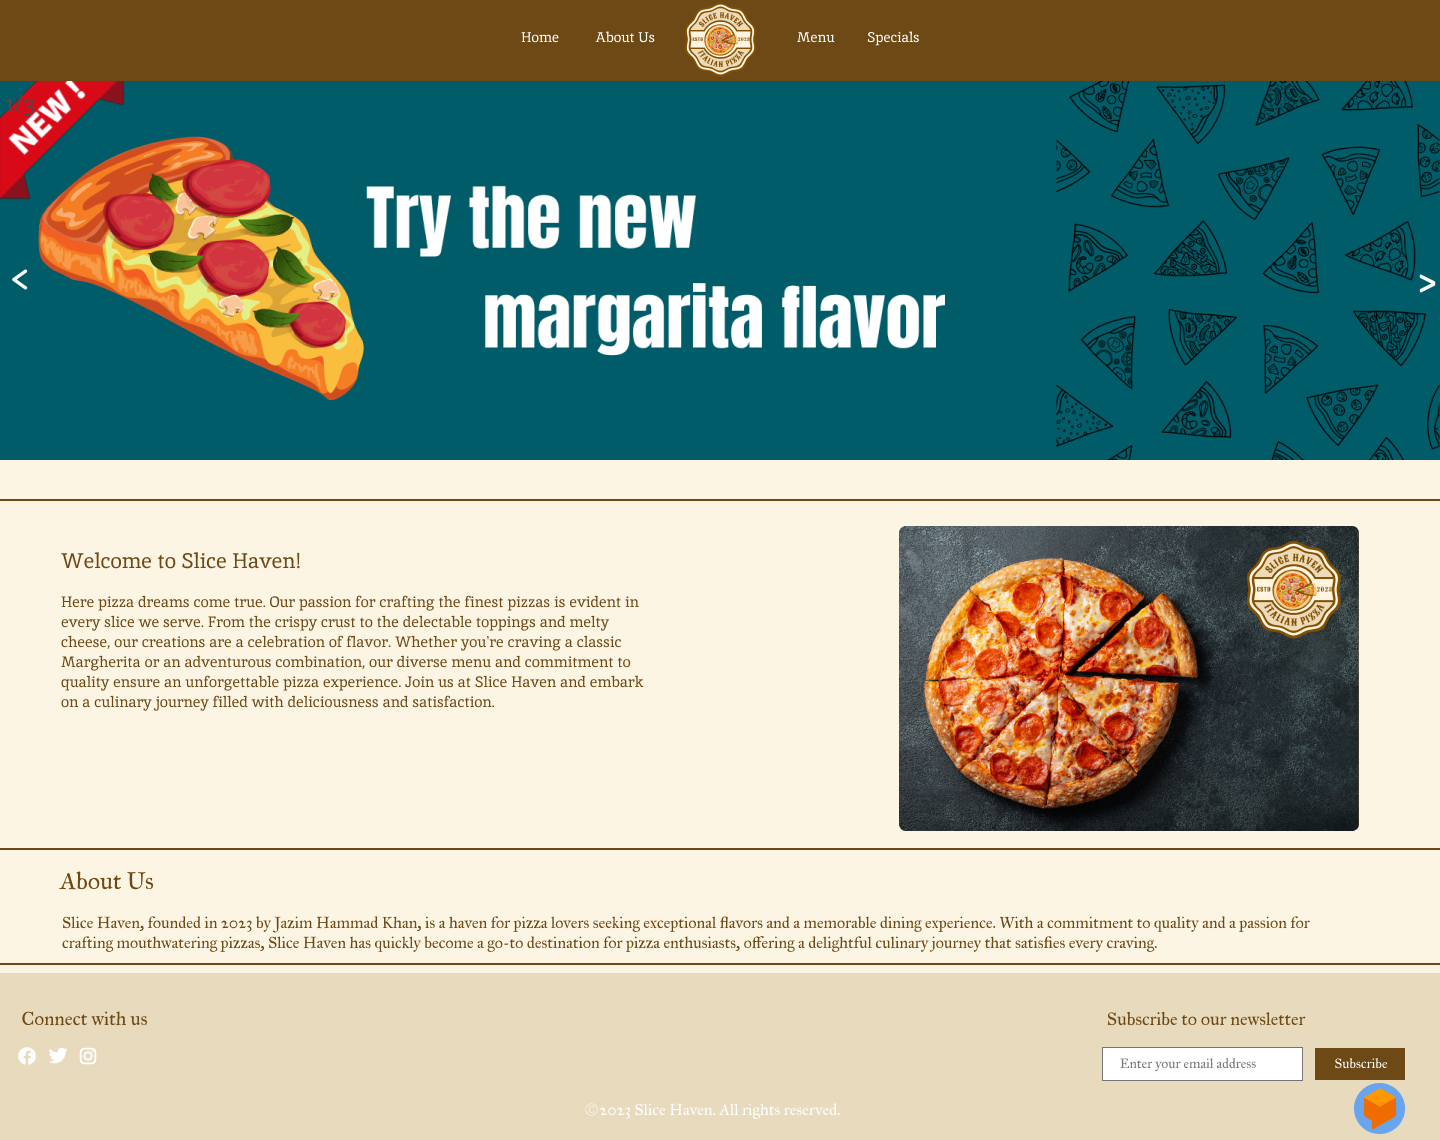 Home
About Us
SLICE HAVEN
ESTD 2023
ITALIAN PIZZA
Menu
Specials
1 / 3
NEW!
Try the new
margarita flavor
<
>
Welcome to Slice Haven!
Here pizza dreams come true. Our passion for crafting the finest pizzas is evident in
every slice we serve. From the crispy crust to the delectable toppings and melty
cheese, our creations are a celebration of flavor. Whether you're craving a classic
Margherita or an adventurous combination, our diverse menu and commitment to
quality ensure an unforgettable pizza experience. Join us at Slice Haven and embark
on a culinary journey filled with deliciousness and satisfaction.
SLICE HAVEN
ESTD 2023
ITALIAN PIZZA
About Us
Slice Haven, founded in 2023 by Jazim Hammad Khan, is a haven for pizza lovers seeking exceptional flavors and a memorable dining experience. With a commitment to quality and a passion for
crafting mouthwatering pizzas, Slice Haven has quickly become a go-to destination for pizza enthusiasts, offering a delightful culinary journey that satisfies every craving.
Connect with us
Subscribe to our newsletter
Enter your email address
Subscribe
©2023 Slice Haven. All rights reserved.